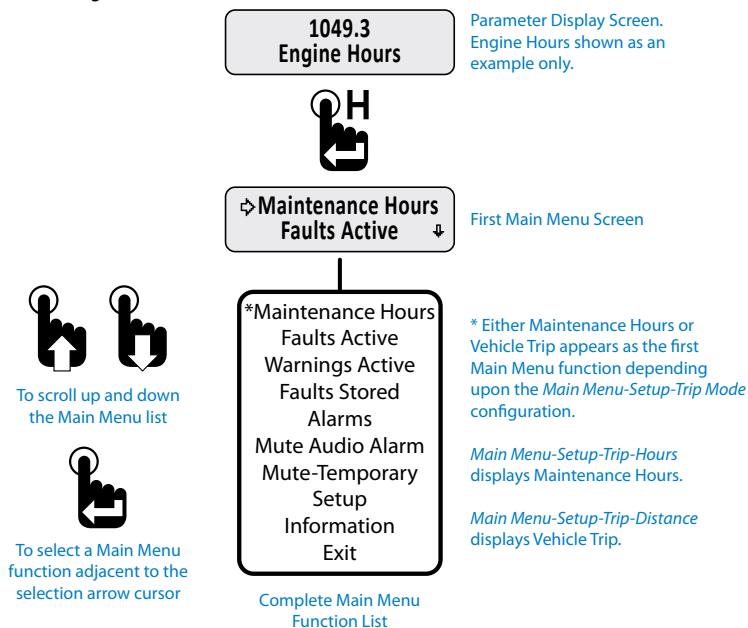 1049.3
Engine Hours
Parameter Display Screen.
Engine Hours shown as an
example only.
H
Maintenance Hours
Faults Active
First Main Menu Screen
*Maintenance Hours
Faults Active
Warnings Active
Faults Stored
Alarms
Mute Audio Alarm
Mute-Temporary
Setup
Information
Exit
To scroll up and down
the Main Menu list
To select a Main Menu
function adjacent to the
selection arrow cursor
* Either Maintenance Hours or
Vehicle Trip appears as the first
Main Menu function depending
upon the Main Menu-Setup-Trip Mode
configuration.
Main Menu-Setup-Trip-Hours
displays Maintenance Hours.
Main Menu-Setup-Trip-Distance
displays Vehicle Trip.
Complete Main Menu
Function List